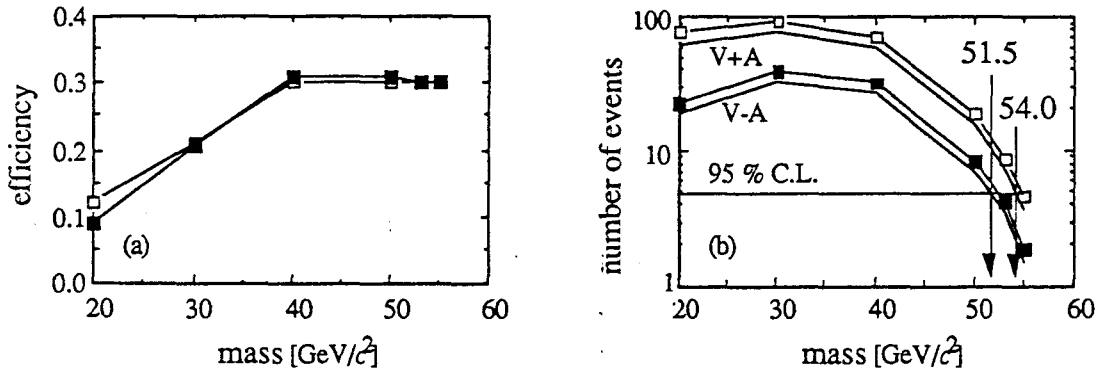 0.4
0.3
0.2
0.1
0.0
efficiency
(a)
20
30
40
50
60
mass [GeV/c²]
100
10
1
number of events
V+A
V-A
51.5
54.0
95 % C.L.
(b)
20
30
40
50
60
mass [GeV/c²]